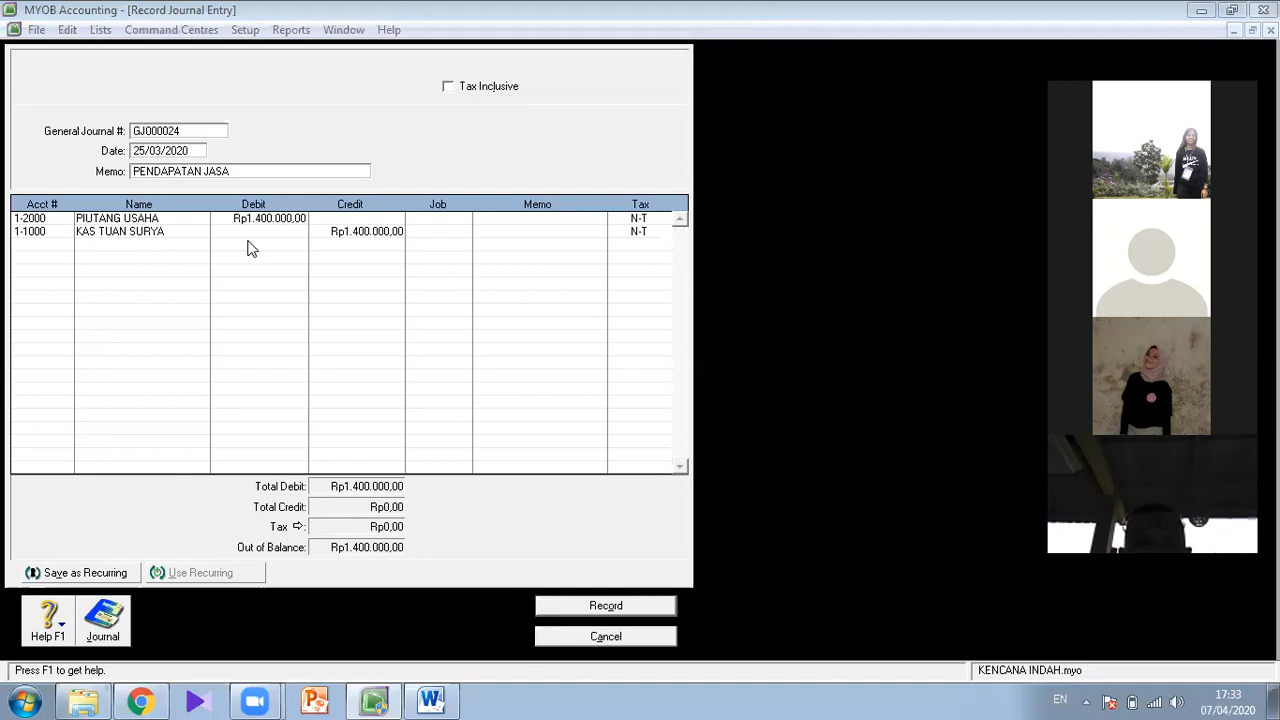 MYOB Accounting - [Record Journal Entry]
File Edit Lists Command Centres Setup Reports Window Help
Tax Inclusive
General Journal #: GJ000024
Date: 25/03/2020
Memo: PENDAPATAN JASA
Acct # Name Debit Credit Job Memo Tax
1-2000 PIUTANG USAHA Rp1.400.000,00 N-T
1-1000 KAS TUAN SURYA Rp1.400.000,00 N-T
Total Debit: Rp1.400.000,00
Total Credit: Rp0,00
Tax ⇨: Rp0,00
Out of Balance: Rp1.400.000,00
Save as Recurring Use Recurring
Help F1 Journal
Record
Cancel
Press F1 to get help. KENCANA INDAH.myo
EN 17:33
07/04/2020